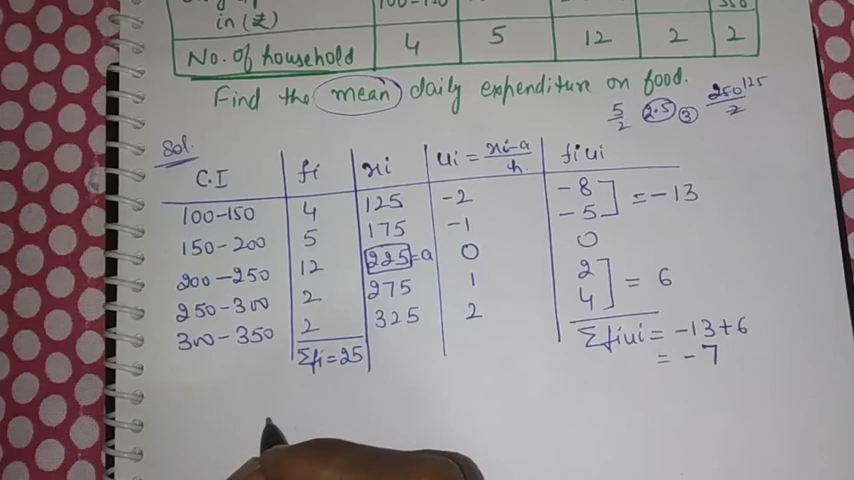 in (₹)
No. of household 4 5 12 2 2
Find the mean daily expenditure on food.
5/2 2.5 3 250/2 125
Sol.
C.I fi xi ui = xi-a/h fiui
100-150 4 125 -2 -8
150-200 5 175 -1 -5 = -13
200-250 12 225=a 0 0
250-300 2 275 1 2
300-350 2 325 2 4 = 6
Σfi=25 Σfiui = -13+6
= -7